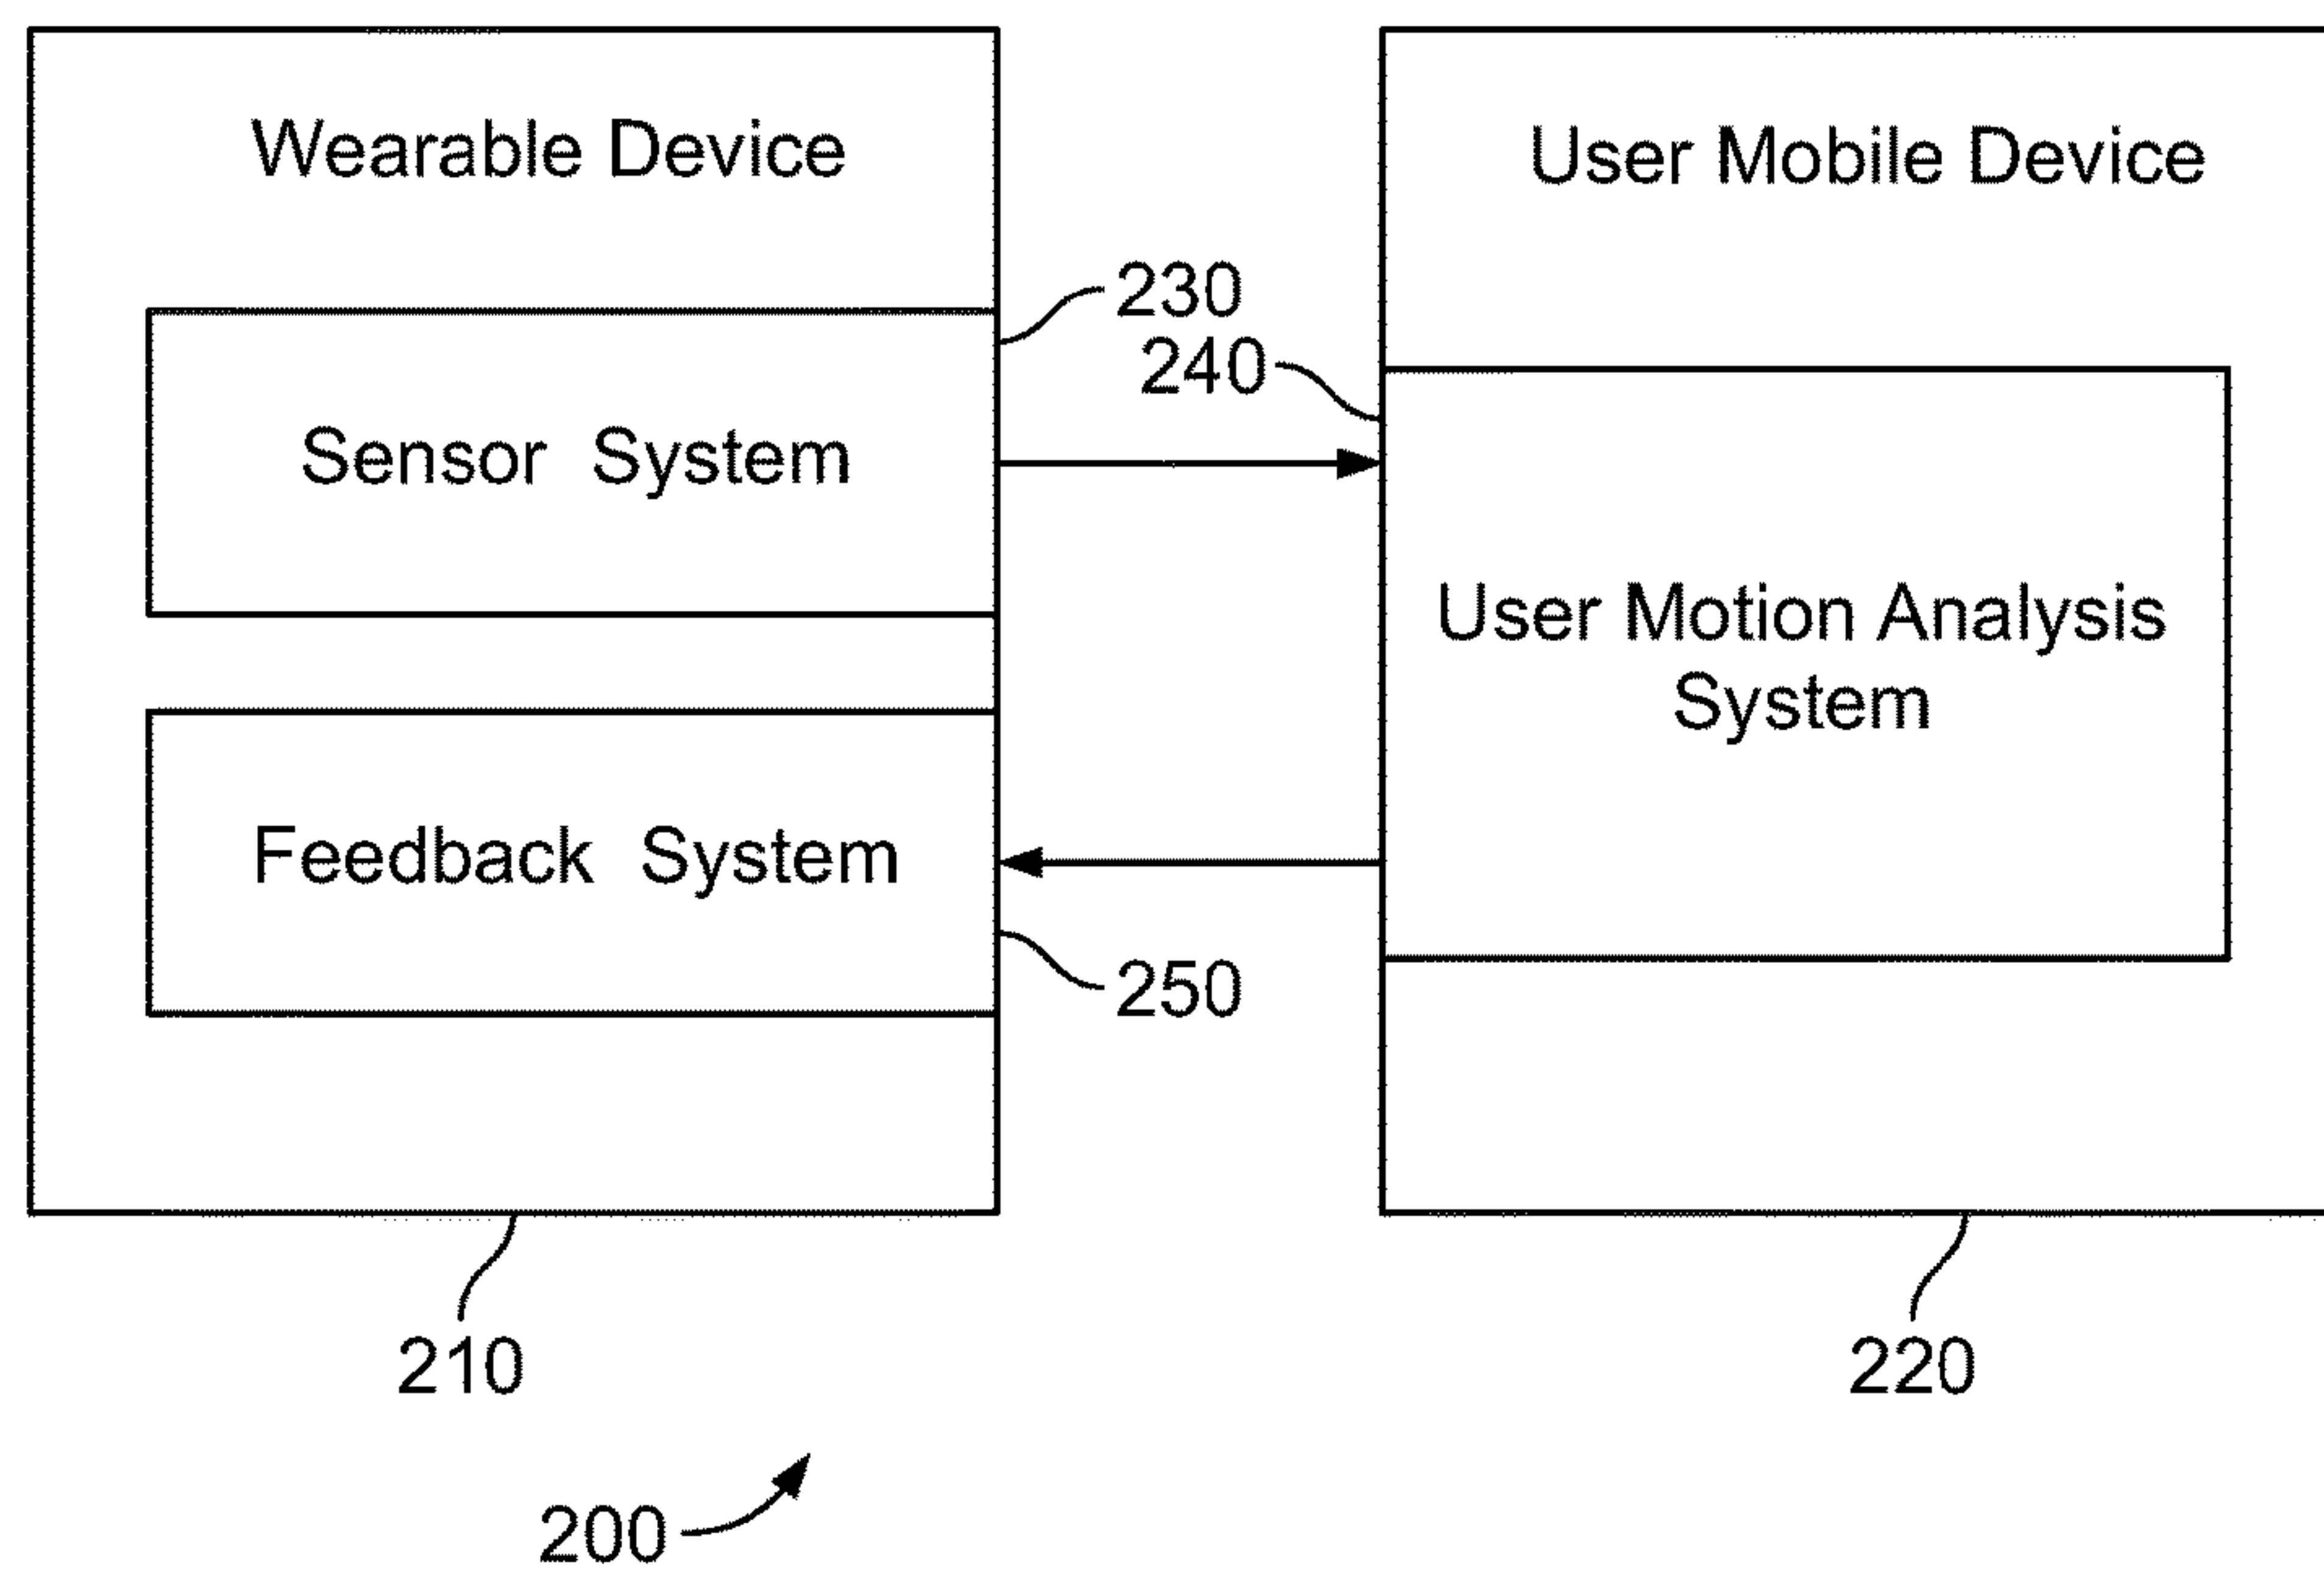 Wearable Device
User Mobile Device
230
240
Sensor System
User Motion Analysis
System
Feedback System
250
210
220
200